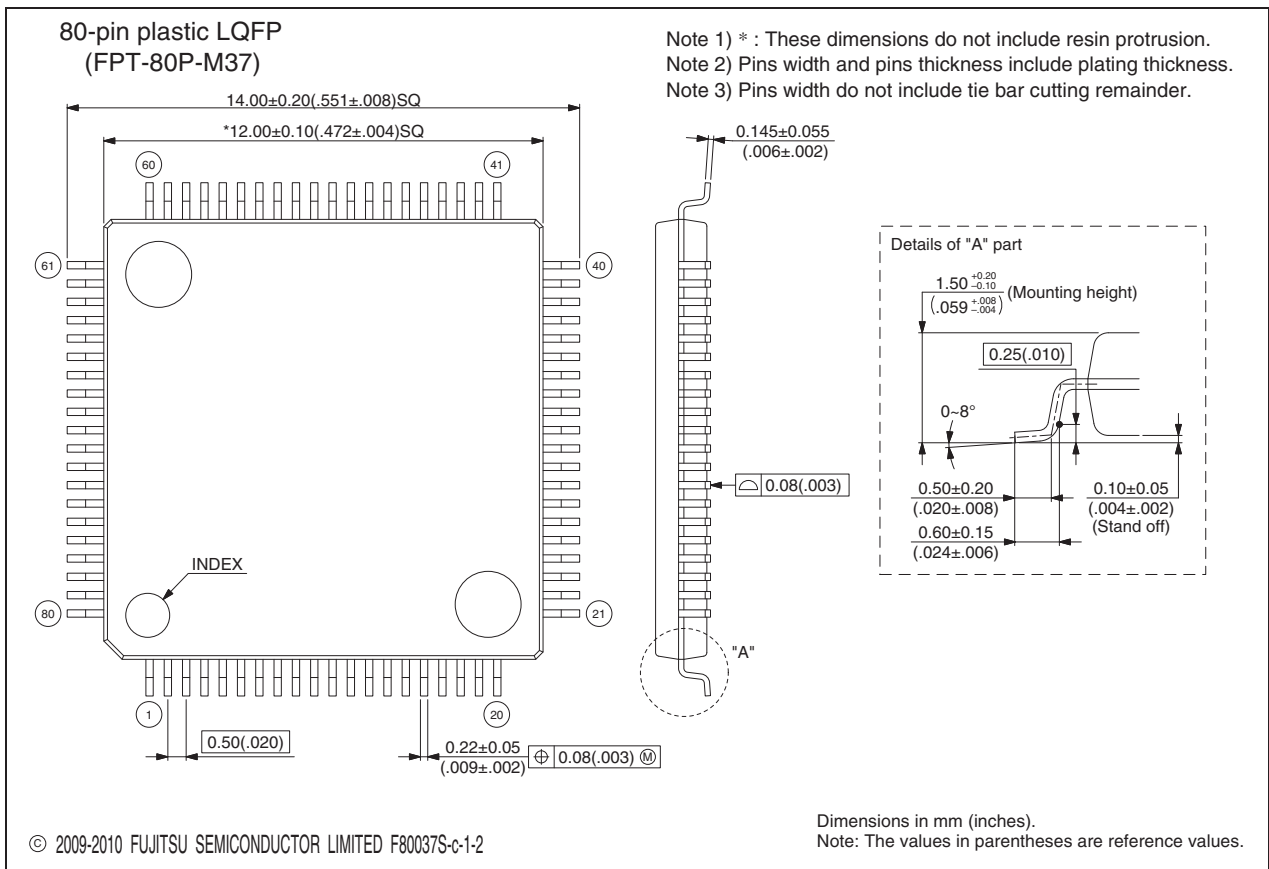 80-pin plastic LQFP
(FPT-80P-M37)
Note 1) * : These dimensions do not include resin protrusion.
Note 2) Pins width and pins thickness include plating thickness.
Note 3) Pins width do not include tie bar cutting remainder.
14.00±0.20(.551±.008)SQ
*12.00±0.10(.472±.004)SQ
0.145±0.055
(.006±.002)
60
41
61
40
80
21
1
20
INDEX
0.50(.020)
0.22±0.05
(.009±.002)
⌖ 0.08(.003) Ⓜ
⌓ 0.08(.003)
"A"
Details of "A" part
1.50 +0.20 −0.10 (Mounting height)
(.059 +.008 −.004)
0.25(.010)
0~8°
0.50±0.20
(.020±.008)
0.60±0.15
(.024±.006)
0.10±0.05
(.004±.002)
(Stand off)
© 2009-2010 FUJITSU SEMICONDUCTOR LIMITED F80037S-c-1-2
Dimensions in mm (inches).
Note: The values in parentheses are reference values.